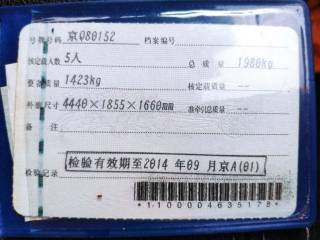 号牌号码 京Q80152 档案编号
核定载人数 5人 总质量 1980kg
整备质量 1423kg 核定载质量 --
外廓尺寸 4440×1855×1660mm 准牵引总质量 --
备注
检验记录 检验有效期至2014年09月京A(01)
*1100004635178*